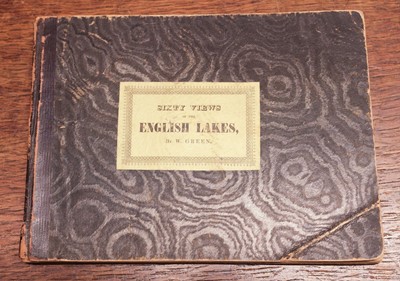 SIXTY VIEWS
OF THE
ENGLISH LAKES,
By W. GREEN.